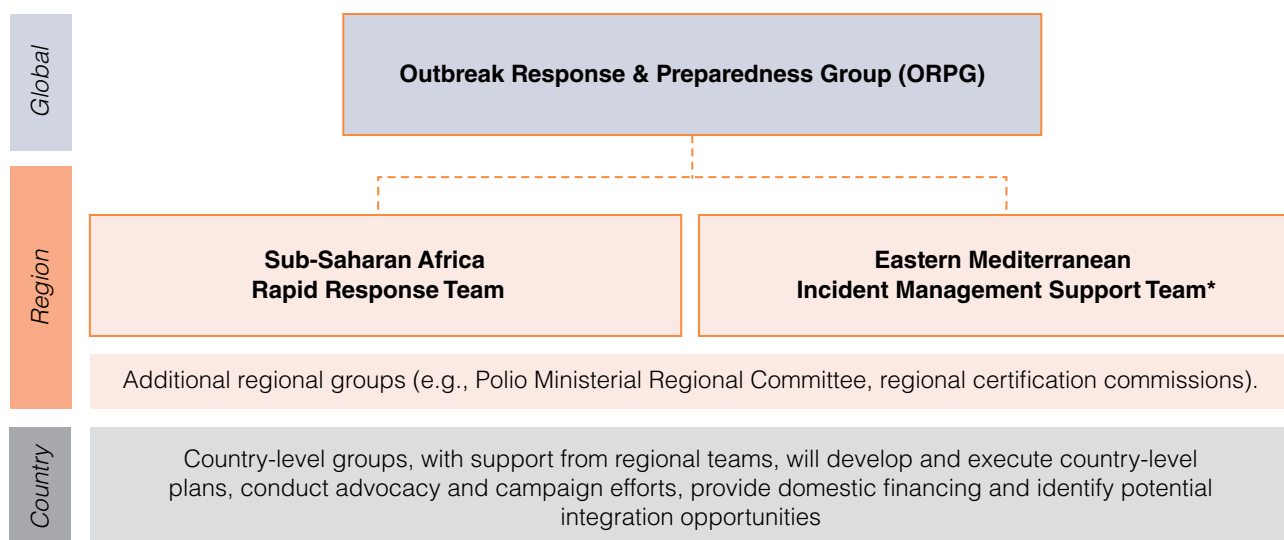 Global
Outbreak Response & Preparedness Group (ORPG)
Region
Sub-Saharan Africa
Rapid Response Team
Eastern Mediterranean
Incident Management Support Team*
Additional regional groups (e.g., Polio Ministerial Regional Committee, regional certification commissions).
Country
Country-level groups, with support from regional teams, will develop and execute country-level
plans, conduct advocacy and campaign efforts, provide domestic financing and identify potential
integration opportunities